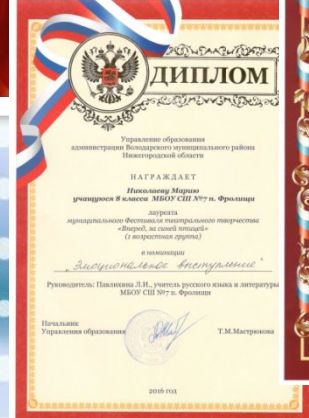 ДИПЛОМ
Управление образования
администрации Володарского муниципального района
Нижегородской области
НАГРАЖДАЕТ
Николаеву Марию
учащуюся 8 класса МБОУ СШ №7 п. Фролищи
лауреата
муниципального Фестиваля театрального творчества
«Вперед, за синей птицей»
(1 возрастная группа)
в номинации
„Эмоциональное выступление"
Руководитель: Павлихина Л.И., учитель русского языка и литературы
МБОУ СШ №7 п. Фролищи
Начальник
Управления образования
Т.М.Мастрюкова
2016 год